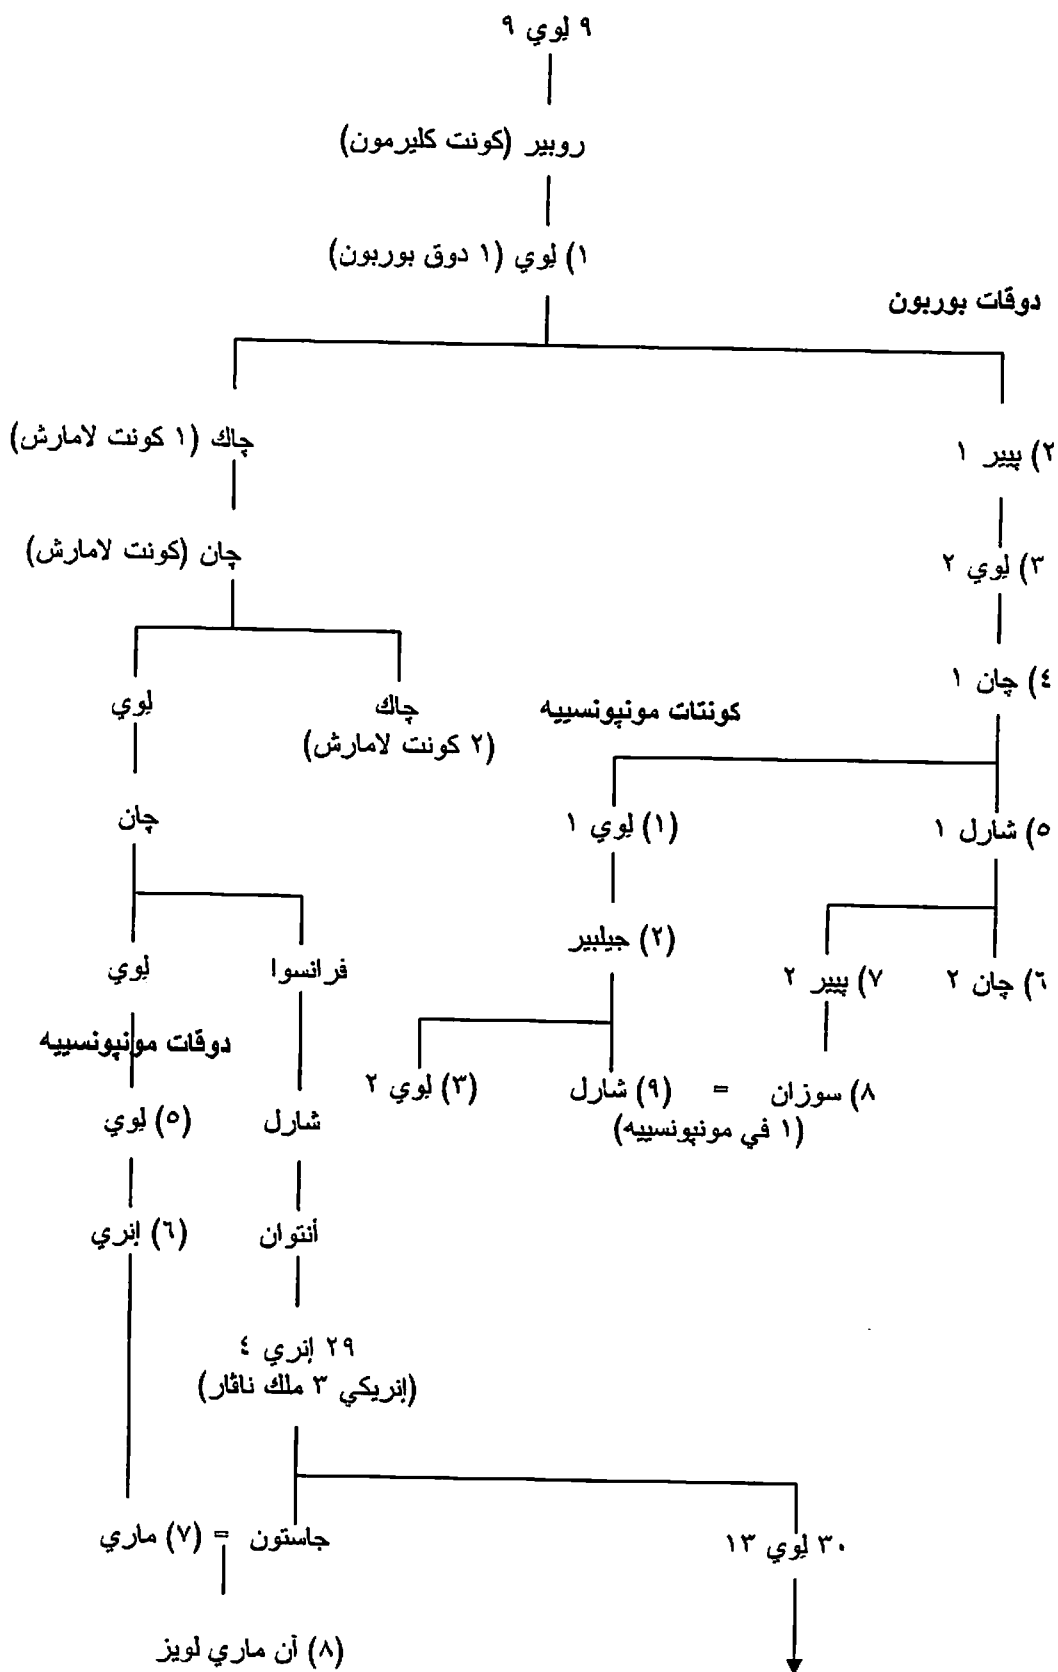 ٩ لوي ٩
روبير (كونت كليرمون)
١) لوي (١ دوق بوربون)
دوقات بوربون
٢) پيير ١
چاك (١ كونت لامارش)
٣) لوي ٢
چان (كونت لامارش)
٤) چان ١
كونتات مونپونسييه
چاك
(٢ كونت لامارش)
لوي
٥) شارل ١
(١) لوي ١
چان
(٢) جيلبير
٦) چان ٢
٧) پيير ٢
فرانسوا
لوي
دوقات مونپونسييه
٨) سوزان = (٩) شارل
(١ في مونپونسييه)
(٣) لوي ٢
شارل
(٥) لوي
أنتوان
(٦) إنري
٢٩ إنري ٤
(إنريكي ٣ ملك ناڤار)
٣٠ لوي ١٣
جاستون = (٧) ماري
(٨) آن ماري لويز